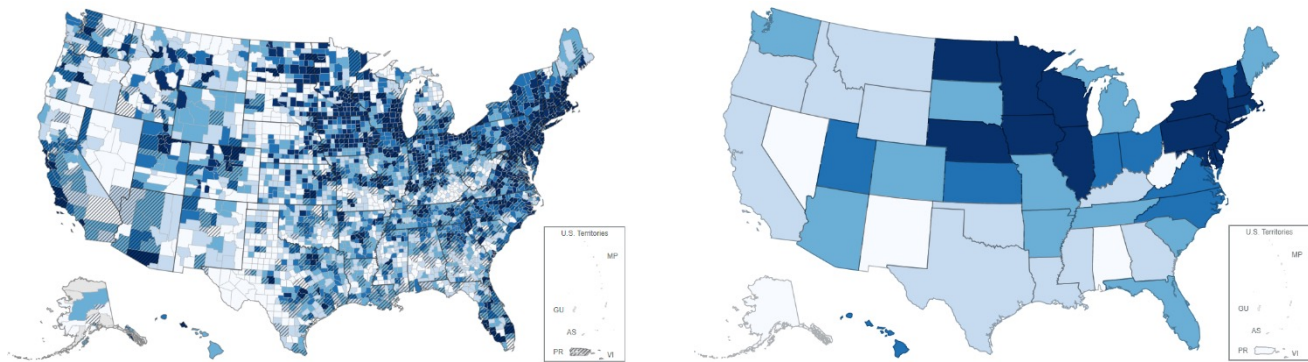 U.S. Territories
MP
GU
AS
PR
VI
U.S. Territories
MP
GU
AS
PR
VI